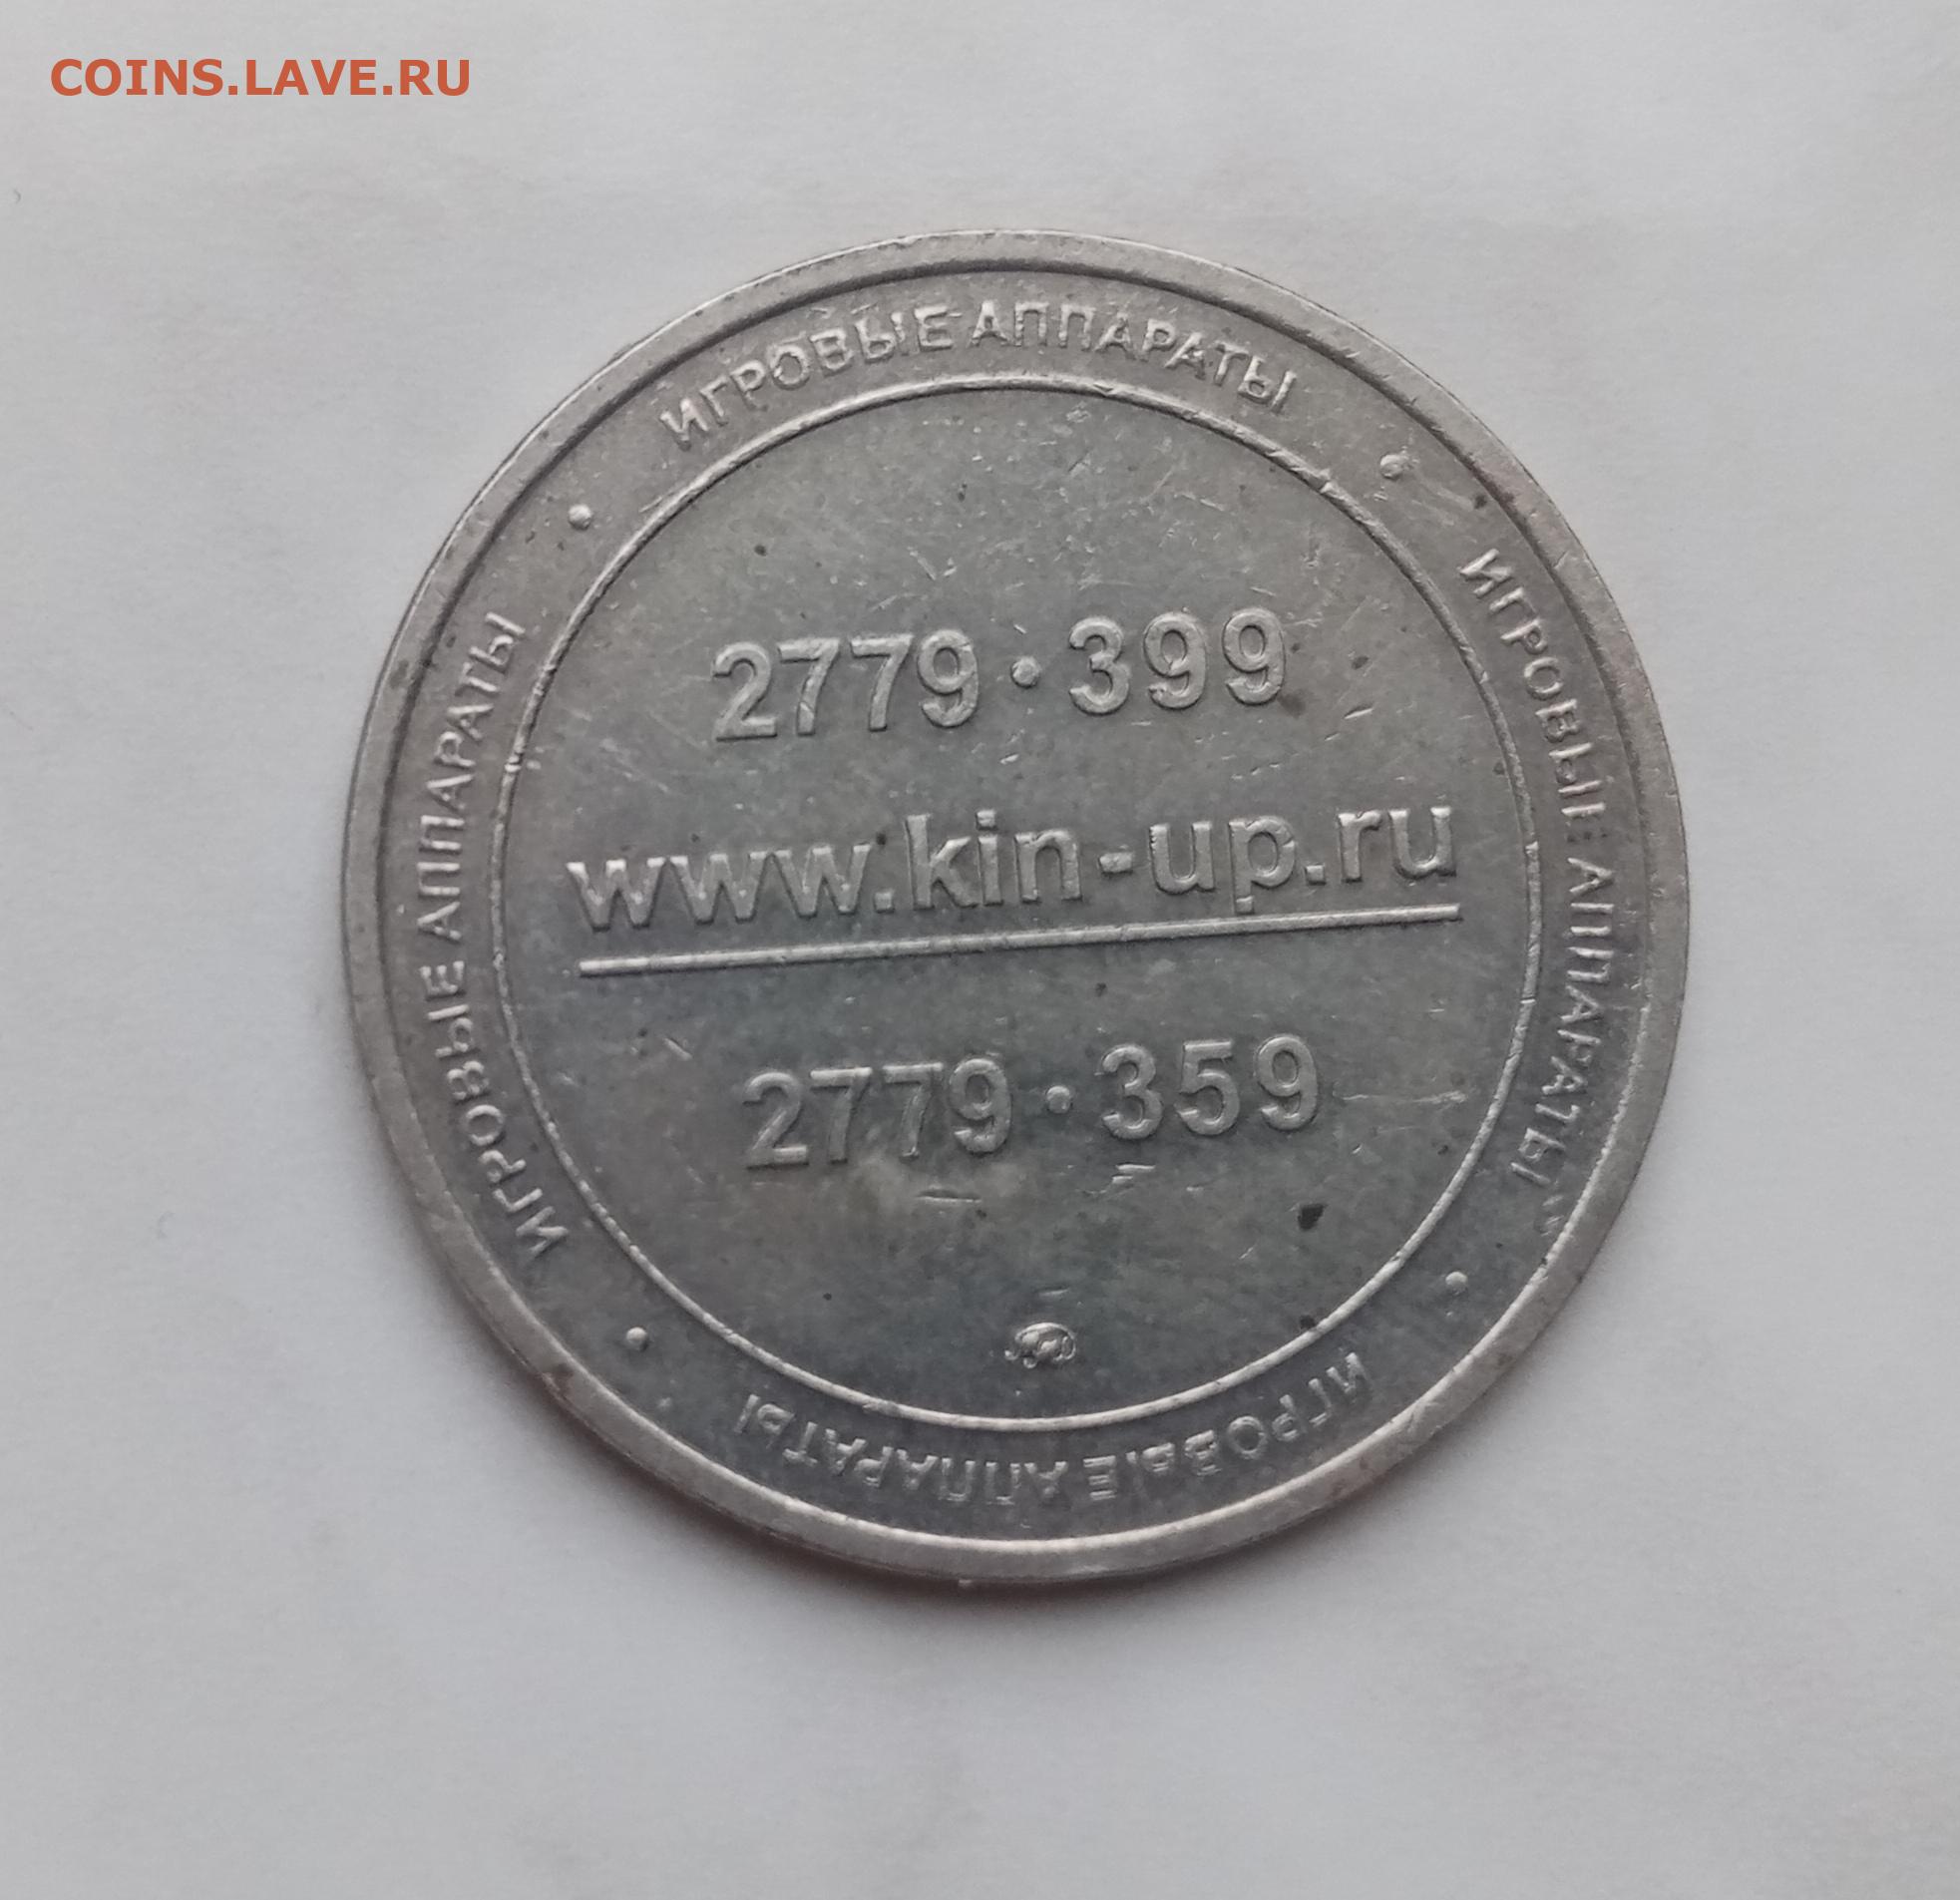 COINS.LAVE.RU
ИГРОВЫЕ АППАРАТЫ • ИГРОВЫЕ АППАРАТЫ • ИГРОВЫЕ АППАРАТЫ • ИГРОВЫЕ АППАРАТЫ •
2779•399
www.kin-up.ru
2779•359